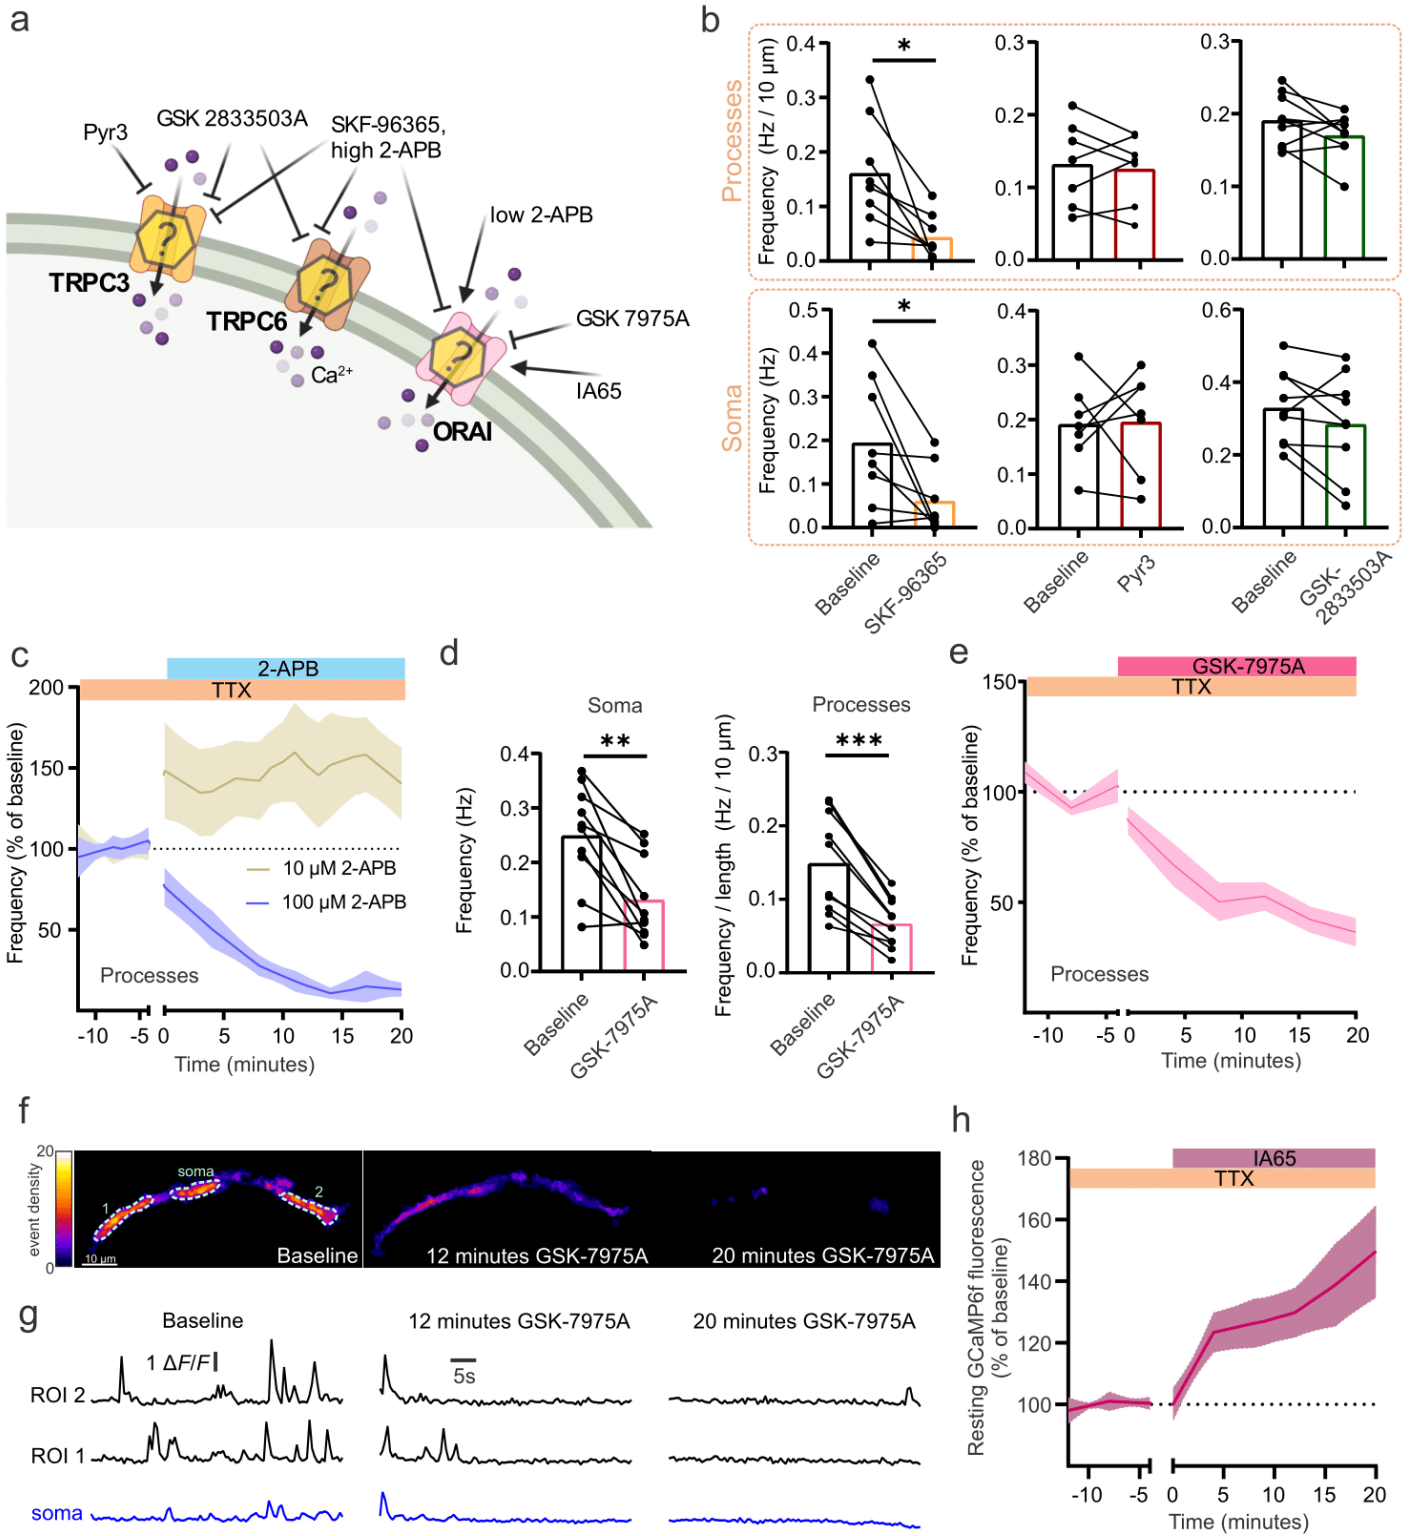 a
Pyr3
GSK 2833503A
SKF-96365,
high 2-APB
low 2-APB
TRPC3
?
TRPC6
?
Ca2+
GSK 7975A
IA65
ORAI
?
b
Processes
Frequency (Hz / 10 µm)
0.4
0.3
0.2
0.1
0.0
*
0.3
0.2
0.1
0.0
0.3
0.2
0.1
0.0
Soma
Frequency (Hz)
0.5
0.4
0.3
0.2
0.1
0.0
*
Baseline
SKF-96365
0.4
0.3
0.2
0.1
0.0
Baseline
Pyr3
0.6
0.4
0.2
0.0
Baseline
GSK-
2833503A
c
2-APB
TTX
Frequency (% of baseline)
200
150
100
50
10 µM 2-APB
100 µM 2-APB
Processes
-10 -5 0 5 10 15 20
Time (minutes)
d
Soma
**
Frequency (Hz)
0.4
0.3
0.2
0.1
0.0
Baseline
GSK-7975A
Processes
***
Frequency / length (Hz / 10 µm)
0.3
0.2
0.1
0.0
Baseline
GSK-7975A
e
GSK-7975A
TTX
Frequency (% of baseline)
150
100
50
Processes
-10 -5 0 5 10 15 20
Time (minutes)
f
event density
20
0
1
soma
2
10 µm
Baseline
12 minutes GSK-7975A
20 minutes GSK-7975A
g
Baseline
12 minutes GSK-7975A
20 minutes GSK-7975A
1 ΔF/F
5s
ROI 2
ROI 1
soma
h
IA65
TTX
Resting GCaMP6f fluorescence
(% of baseline)
180
160
140
120
100
-10 -5 0 5 10 15 20
Time (minutes)